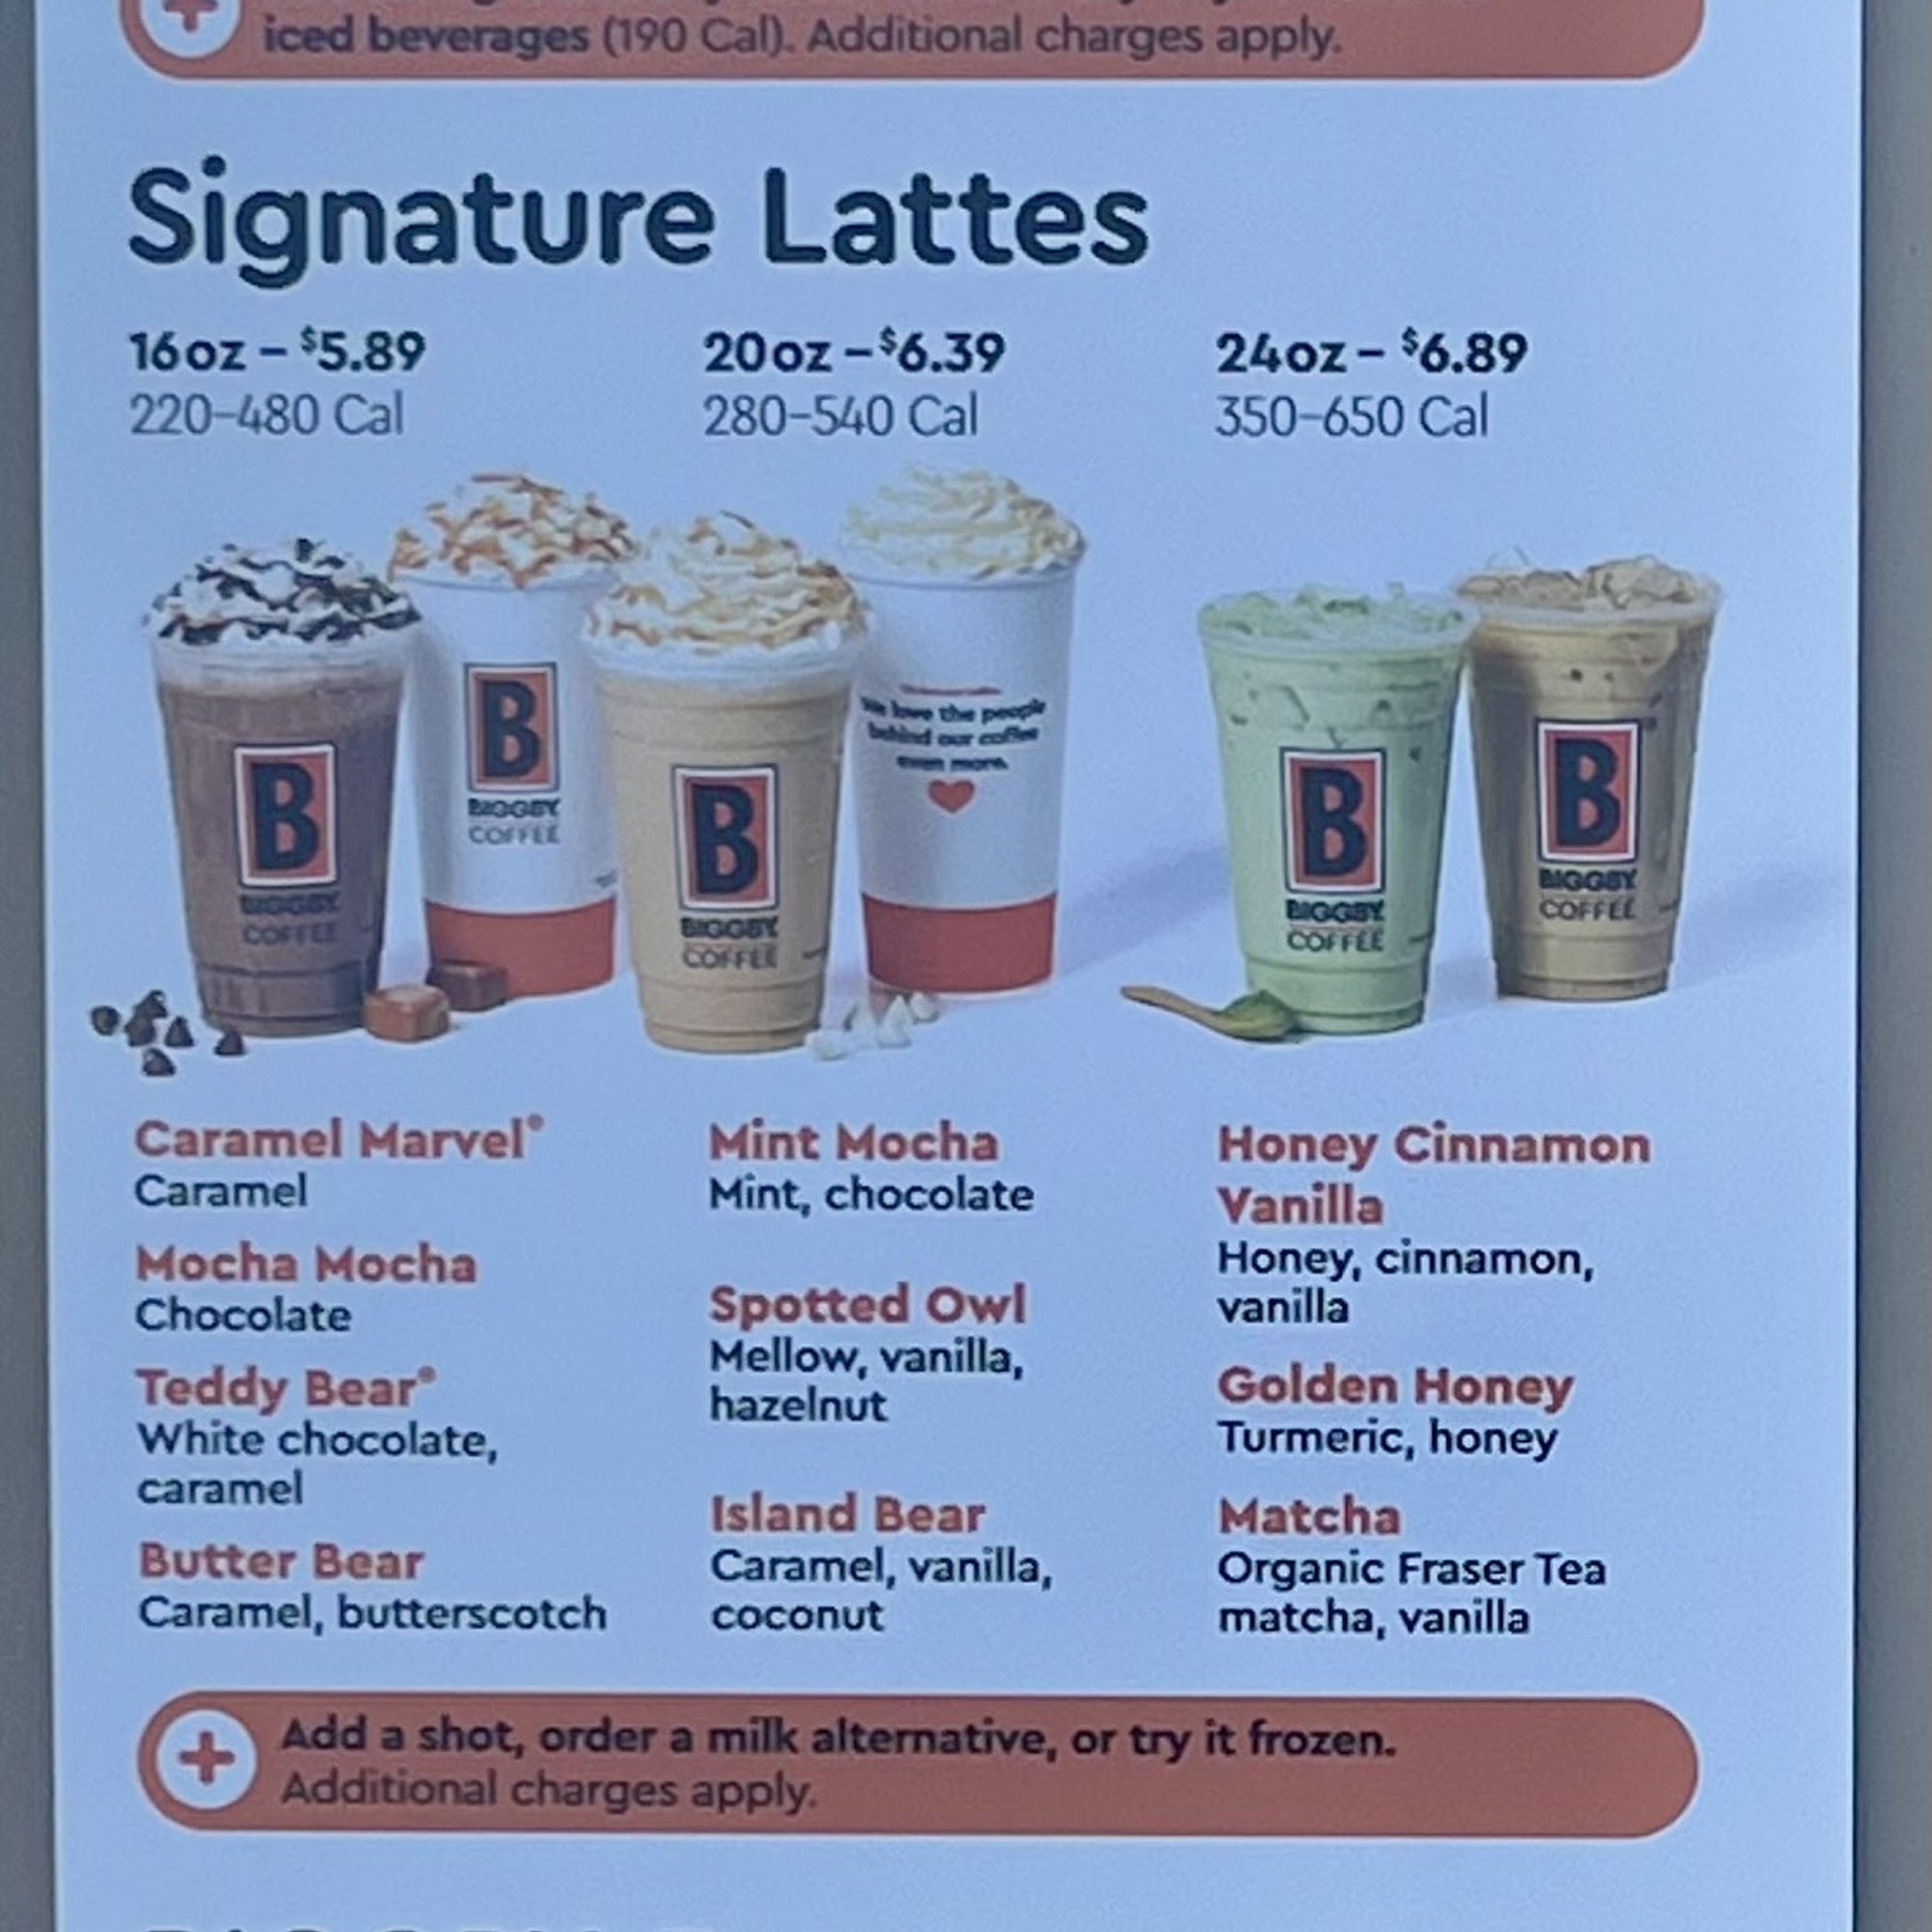 iced beverages (190 Cal). Additional charges apply.
Signature Lattes
16oz – $5.89
220–480 Cal
20oz – $6.39
280–540 Cal
24oz – $6.89
350–650 Cal
B
BIGGBY
COFFEE
B
BIGGBY
COFFEE
B
BIGGBY
COFFEE
We love the people
behind our coffee
even more.
B
BIGGBY
COFFEE
B
BIGGBY
COFFEE
Caramel Marvel®
Caramel
Mocha Mocha
Chocolate
Teddy Bear®
White chocolate,
caramel
Butter Bear
Caramel, butterscotch
Mint Mocha
Mint, chocolate
Spotted Owl
Mellow, vanilla,
hazelnut
Island Bear
Caramel, vanilla,
coconut
Honey Cinnamon
Vanilla
Honey, cinnamon,
vanilla
Golden Honey
Turmeric, honey
Matcha
Organic Fraser Tea
matcha, vanilla
Add a shot, order a milk alternative, or try it frozen.
Additional charges apply.